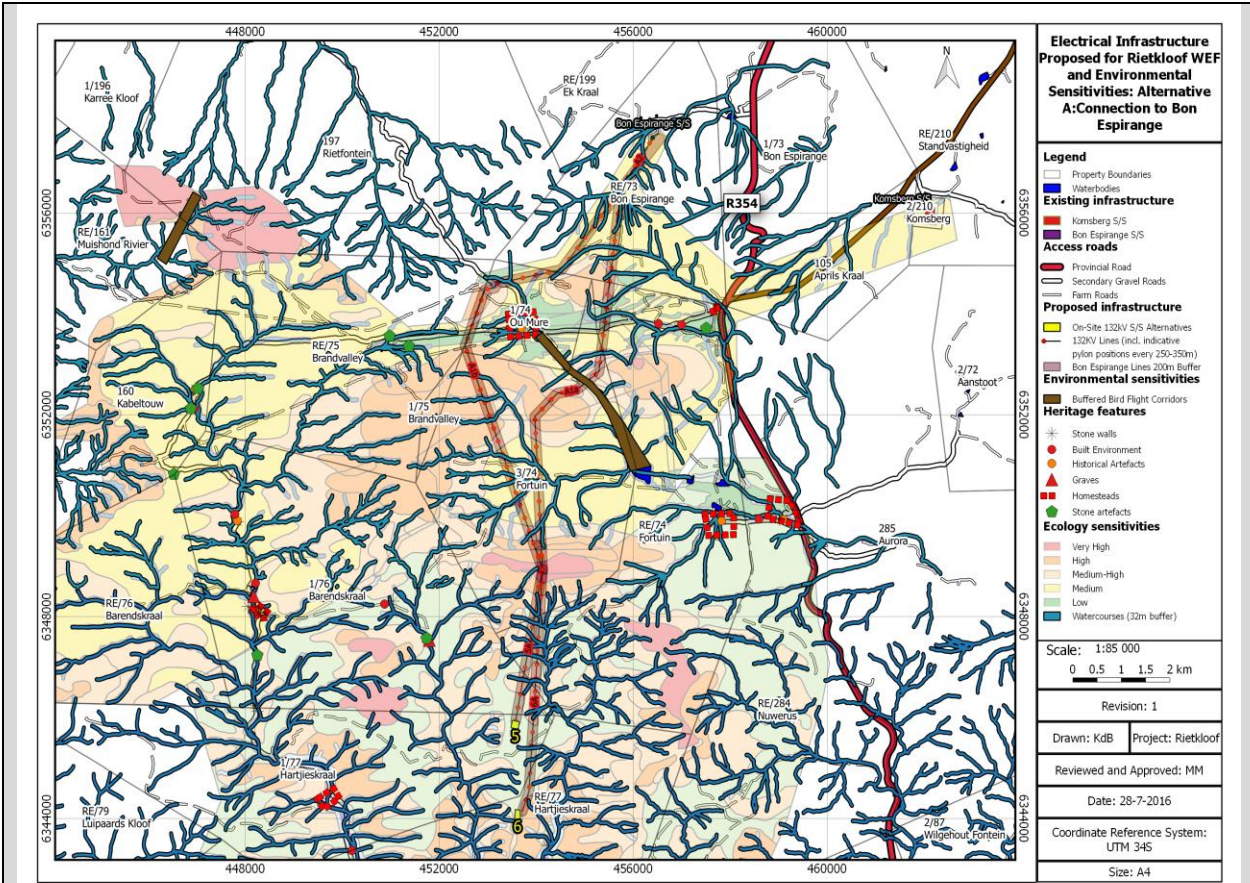 448000
452000
456000
460000
1/196
Karree Kloof
RE/199
Ek Kraal
N
Bon Espirange S/S
197
Rietfontein
1/73
Bon Espirange
RE/210
Standvastigheid
RE/73
Bon Espirange
R354
Komsberg S/S
2/210
Komsberg
6356000
6356000
RE/161
Muishond Rivier
105
Aprils Kraal
1/74
Ou Mure
RE/75
Brandvalley
160
Kabeltouw
1/75
Brandvalley
2/72
Aanstoot
6352000
6352000
3/74
Fortuin
RE/74
Fortuin
285
Aurora
1/76
Barendskraal
RE/76
Barendskraal
6348000
6348000
RE/284
Nuwerus
5
1/77
Hartjieskraal
RE/77
Hartjieskraal
6
RE/79
Luipaards Kloof
2/87
Wilgehout Fontein
6344000
6344000
448000
452000
456000
460000
Electrical Infrastructure
Proposed for Rietkloof WEF
and Environmental
Sensitivities: Alternative
A:Connection to Bon
Espirange
Legend
Property Boundaries
Waterbodies
Existing infrastructure
Komsberg S/S
Bon Espirange S/S
Access roads
Provincial Road
Secondary Gravel Roads
Farm Roads
Proposed infrastructure
On-Site 132kV S/S Alternatives
132KV Lines (incl. indicative
pylon positions every 250-350m)
Bon Espirange Lines 200m Buffer
Environmental sensitivities
Buffered Bird Flight Corridors
Heritage features
Stone walls
Built Environment
Historical Artefacts
Graves
Homesteads
Stone artefacts
Ecology sensitivities
Very High
High
Medium-High
Medium
Low
Watercourses (32m buffer)
Scale: 1:85 000
0 0.5 1 1.5 2 km
Revision: 1
Drawn: KdB
Project: Rietkloof
Reviewed and Approved: MM
Date: 28-7-2016
Coordinate Reference System:
UTM 34S
Size: A4